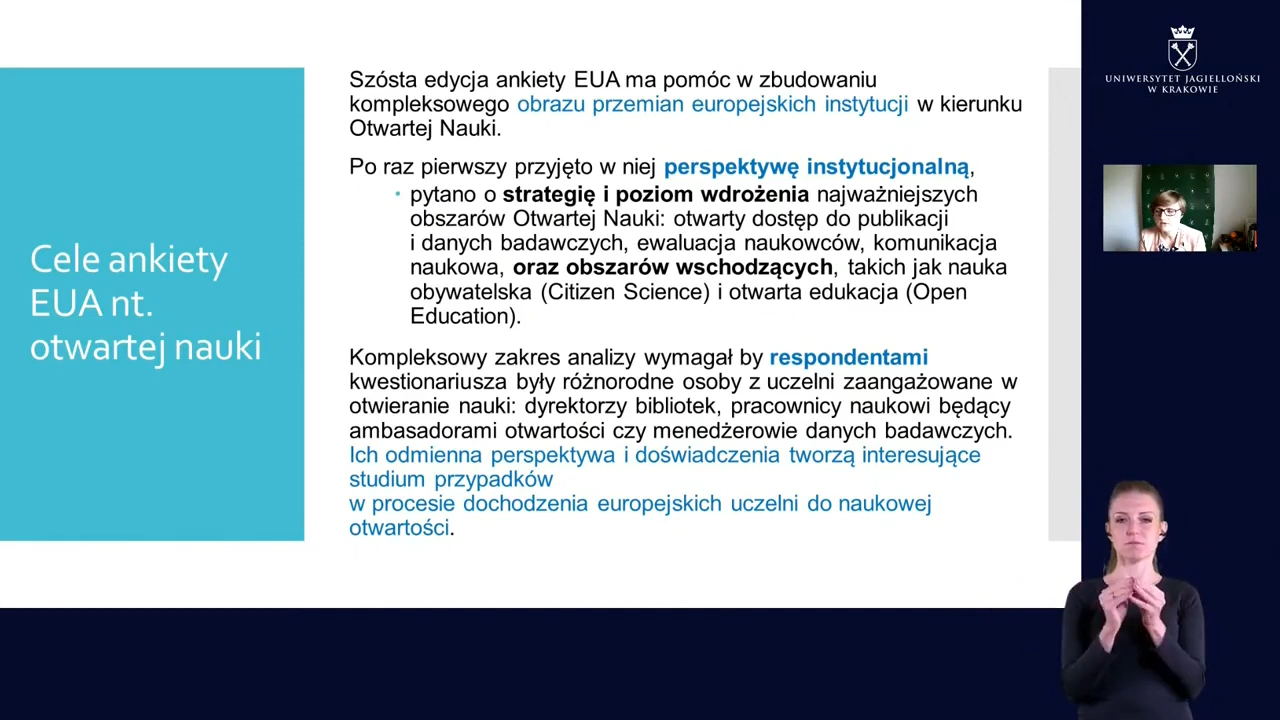 Cele ankiety
EUA nt.
otwartej nauki
Szósta edycja ankiety EUA ma pomóc w zbudowaniu
kompleksowego obrazu przemian europejskich instytucji w kierunku
Otwartej Nauki.
Po raz pierwszy przyjęto w niej perspektywę instytucjonalną,
• pytano o strategię i poziom wdrożenia najważniejszych
obszarów Otwartej Nauki: otwarty dostęp do publikacji
i danych badawczych, ewaluacja naukowców, komunikacja
naukowa, oraz obszarów wschodzących, takich jak nauka
obywatelska (Citizen Science) i otwarta edukacja (Open
Education).
Kompleksowy zakres analizy wymagał by respondentami
kwestionariusza były różnorodne osoby z uczelni zaangażowane w
otwieranie nauki: dyrektorzy bibliotek, pracownicy naukowi będący
ambasadorami otwartości czy menedżerowie danych badawczych.
Ich odmienna perspektywa i doświadczenia tworzą interesujące
studium przypadków
w procesie dochodzenia europejskich uczelni do naukowej
otwartości.
UNIWERSYTET JAGIELLOŃSKI
W KRAKOWIE